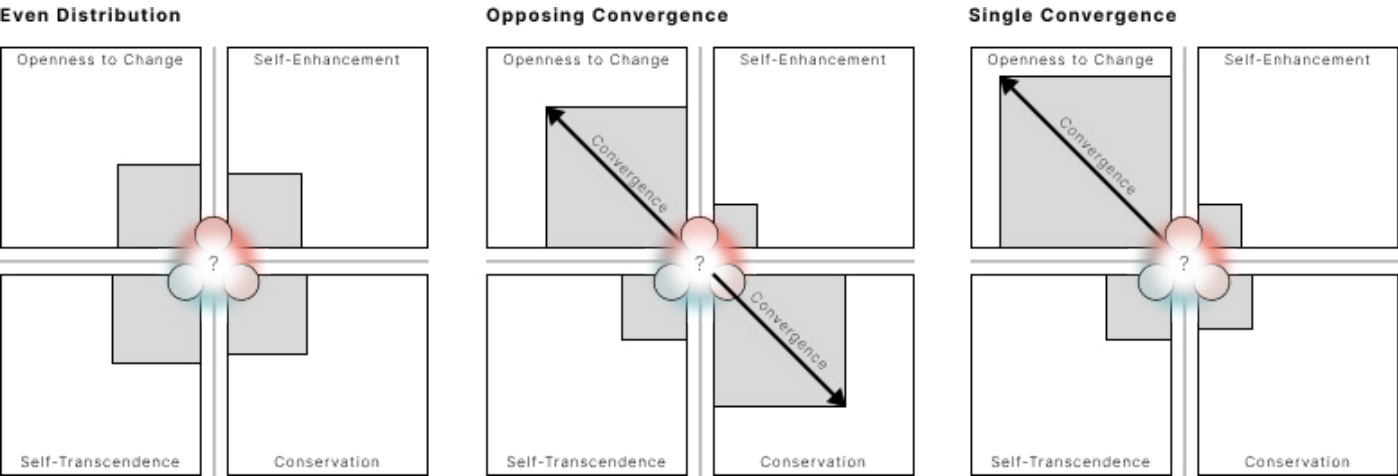 Even Distribution
Opposing Convergence
Single Convergence
Openness to Change
Self-Enhancement
Openness to Change
Self-Enhancement
Openness to Change
Self-Enhancement
Convergence
Convergence
?
?
?
Convergence
Self-Transcendence
Conservation
Self-Transcendence
Conservation
Self-Transcendence
Conservation